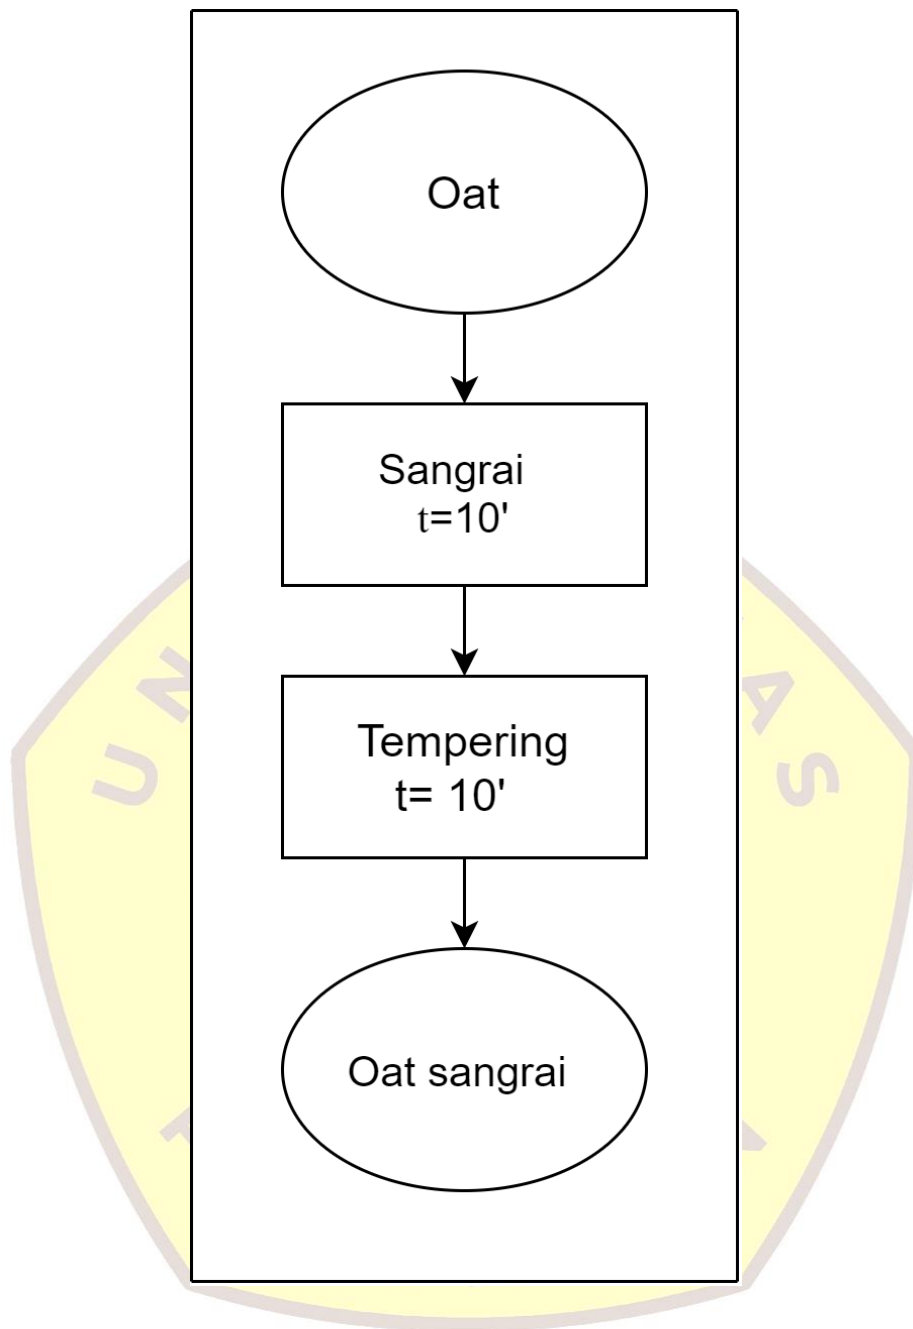 Oat
Sangrai
t=10'
Tempering
t= 10'
Oat sangrai